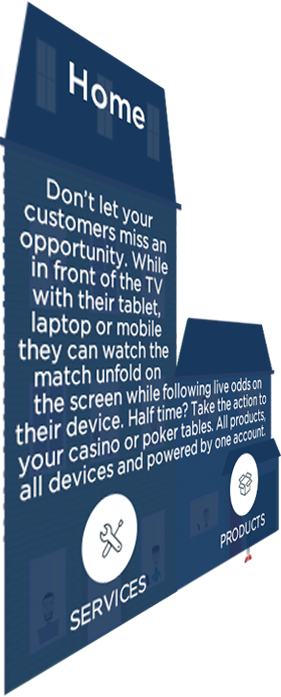 Home
Don't let your
customers miss an
opportunity. While
in front of the TV
with their tablet,
laptop or mobile
they can watch the
match unfold on
the screen while following live odds on
their device. Half time? Take the action to
your casino or poker tables. All products,
all devices and powered by one account.
SERVICES
PRODUCTS